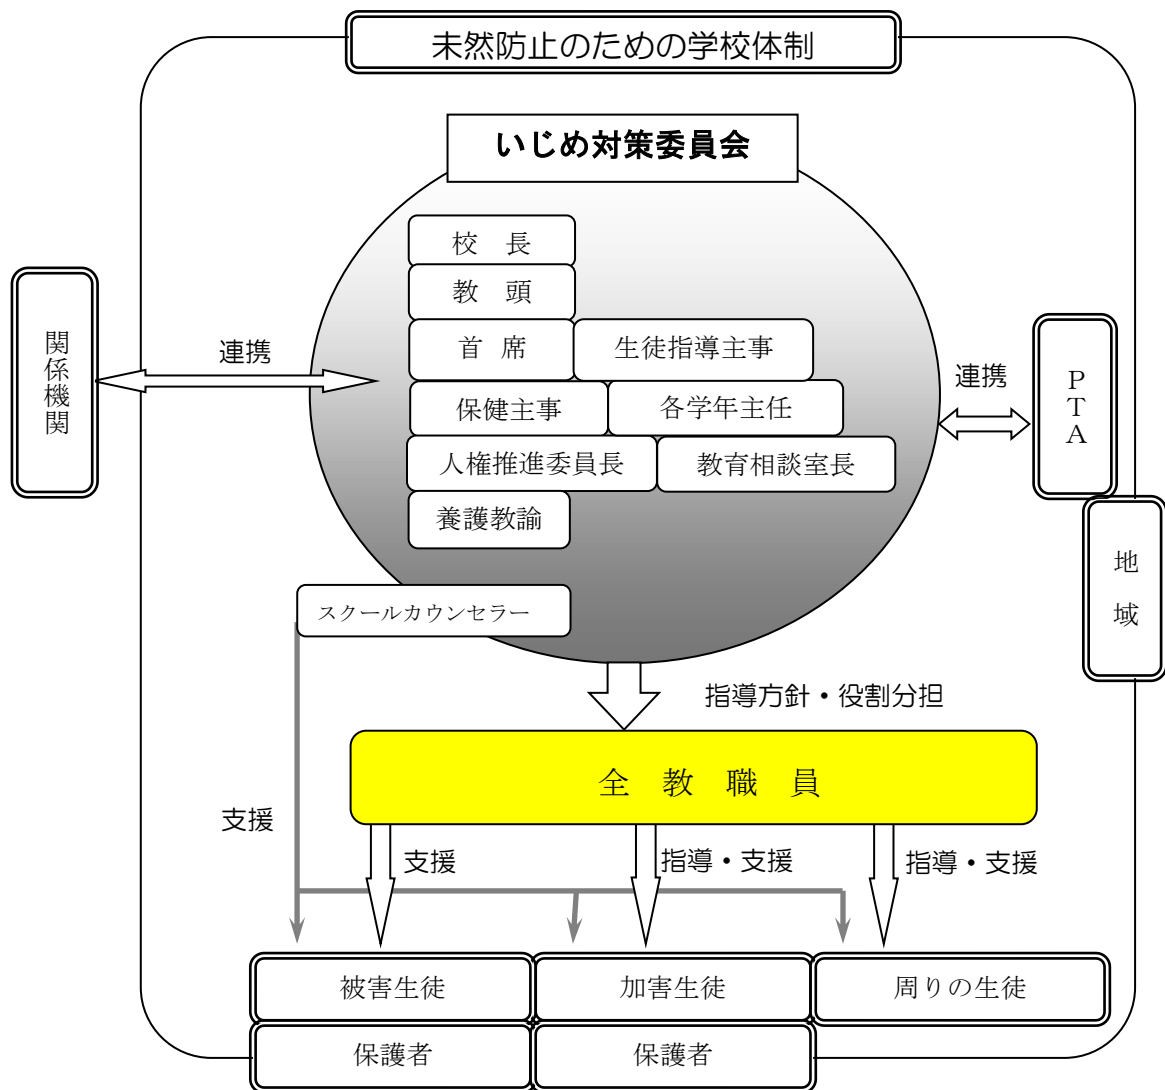 未然防止のための学校体制
いじめ対策委員会
校　長
教　頭
首 席
生徒指導主事
保健主事
各学年主任
人権推進委員長
教育相談室長
養護教諭
スクールカウンセラー
関係機関
連携
連携
PTA
地域
指導方針・役割分担
全　教　職　員
支援
支援
指導・支援
指導・支援
被害生徒
加害生徒
周りの生徒
保護者
保護者